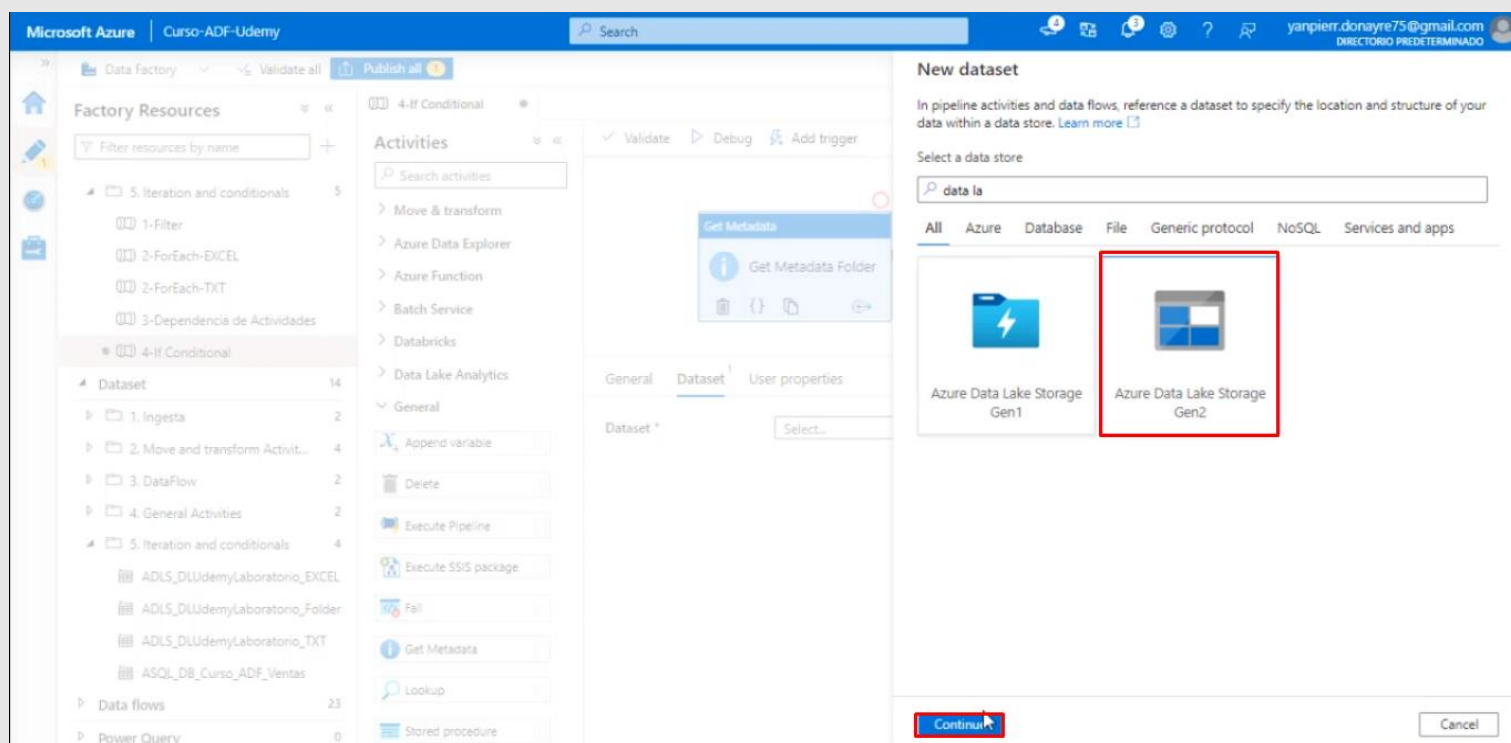 Microsoft Azure
Curso-ADF-Udemy
Search
4
3
yanpierr.donayre75@gmail.com
DIRECTORIO PREDETERMINADO
Data Factory
Validate all
Publish all 1
1
Factory Resources
Filter resources by name
5. Iteration and conditionals 5
1-Filter
2-ForEach-EXCEL
2-ForEach-TXT
3-Dependencia de Actividades
4-If Conditional
Dataset 14
1. Ingesta 2
2. Move and transform Activit... 4
3. DataFlow 2
4. General Activities 2
5. Iteration and conditionals 4
ADLS_DLUdemyLaboratorio_EXCEL
ADLS_DLUdemyLaboratorio_Folder
ADLS_DLUdemyLaboratorio_TXT
ASQL_DB_Curso_ADF_Ventas
Data flows 23
Power Query 0
4-If Conditional
Activities
Search activities
Move & transform
Azure Data Explorer
Azure Function
Batch Service
Databricks
Data Lake Analytics
General
Append variable
Delete
Execute Pipeline
Execute SSIS package
Fail
Get Metadata
Lookup
Stored procedure
Validate
Debug
Add trigger
Get Metadata
Get Metadata Folder
General
Dataset 1
User properties
Dataset *
Select...
New dataset
In pipeline activities and data flows, reference a dataset to specify the location and structure of your
data within a data store. Learn more
Select a data store
data la
All
Azure
Database
File
Generic protocol
NoSQL
Services and apps
Azure Data Lake Storage
Gen1
Azure Data Lake Storage
Gen2
Continue
Cancel